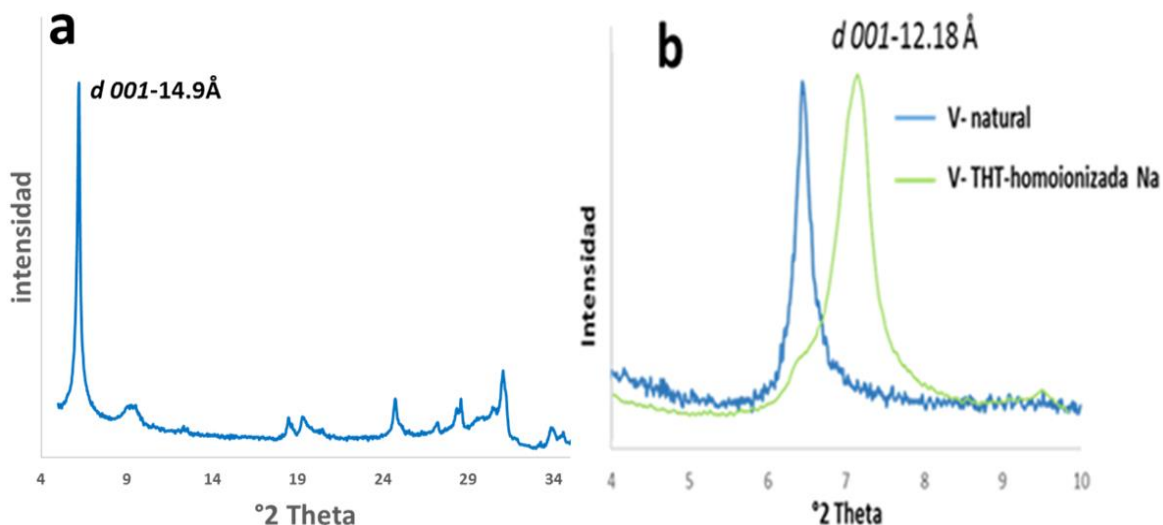 a
d 001-14.9Å
intensidad
4 9 14 19 24 29 34
°2 Theta
b
d 001-12.18 Å
V- natural
V- THT-homoionizada Na
Intensidad
4 5 6 7 8 9 10
°2 Theta